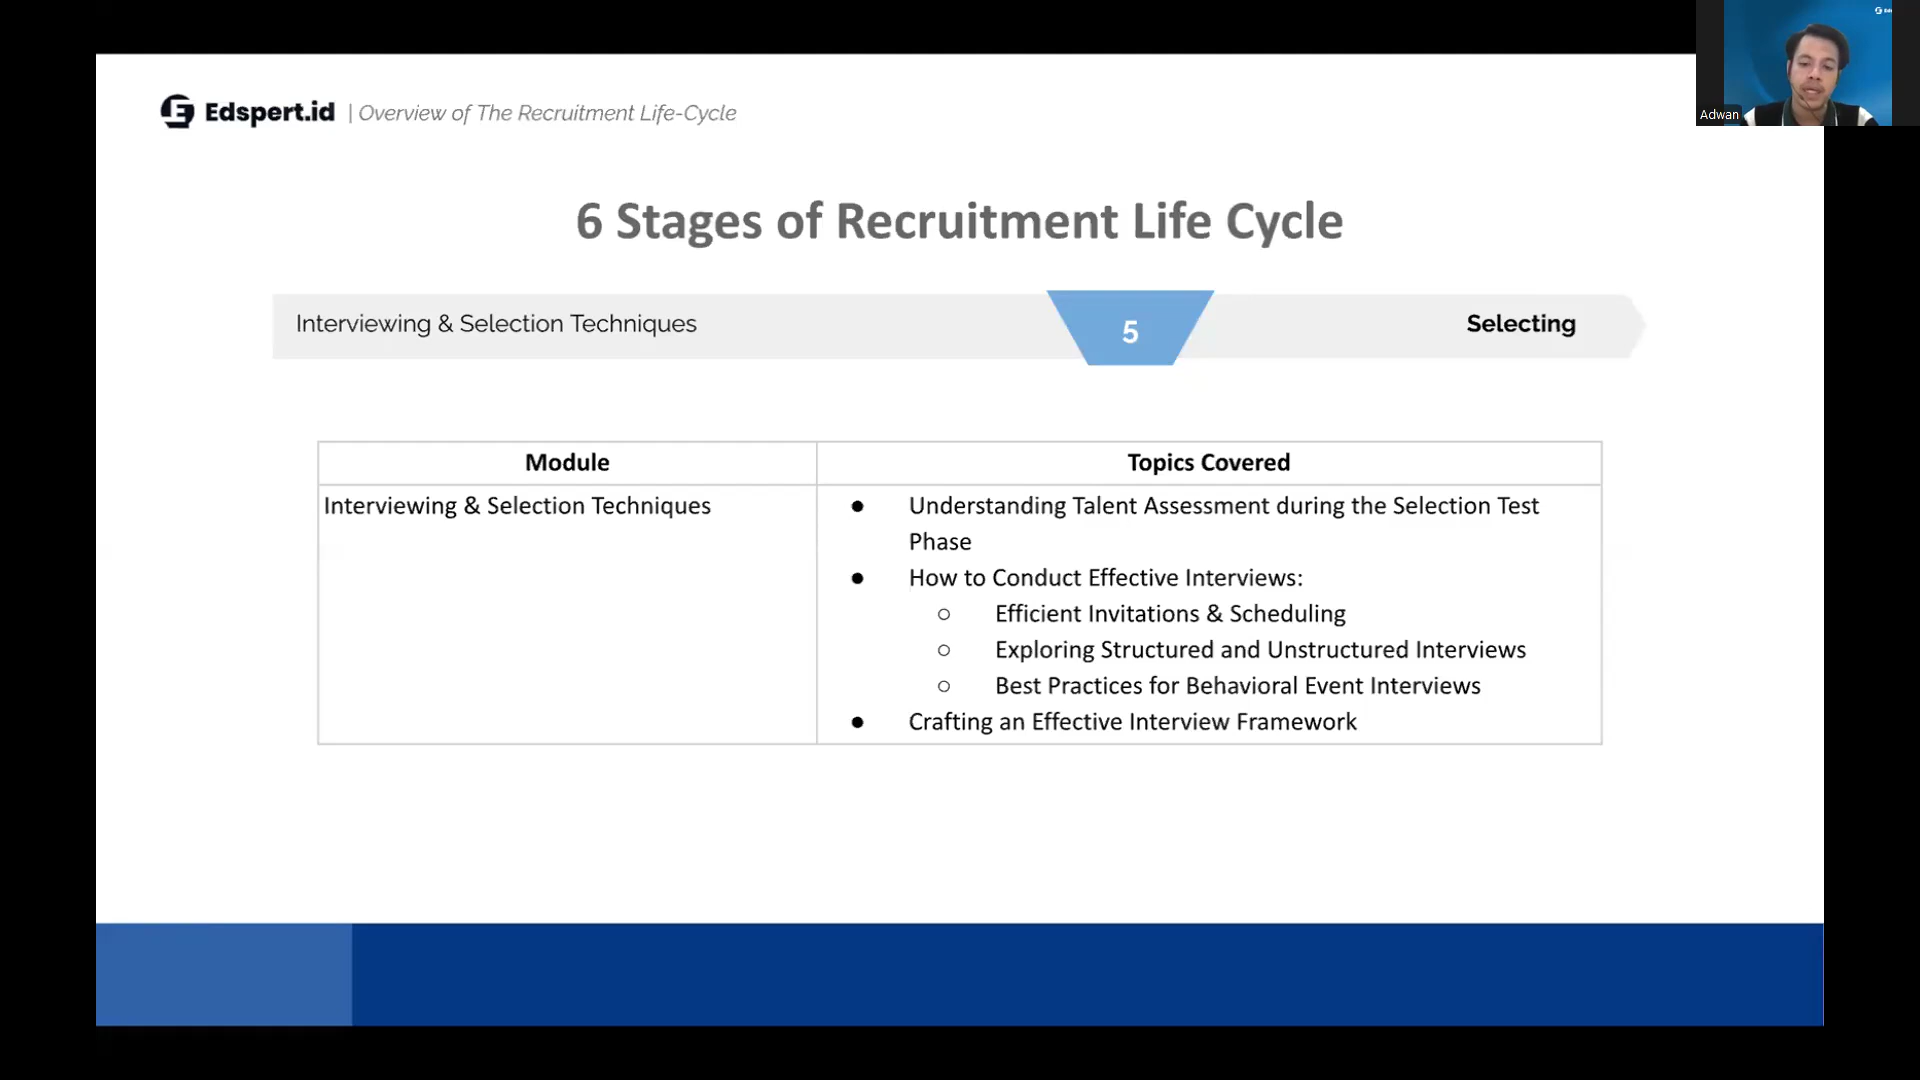 Edspert.id | Overview of The Recruitment Life-Cycle
Adwan
6 Stages of Recruitment Life Cycle
Interviewing & Selection Techniques
5
Selecting
Module
Topics Covered
Interviewing & Selection Techniques
● Understanding Talent Assessment during the Selection Test
Phase
● How to Conduct Effective Interviews:
○ Efficient Invitations & Scheduling
○ Exploring Structured and Unstructured Interviews
○ Best Practices for Behavioral Event Interviews
● Crafting an Effective Interview Framework